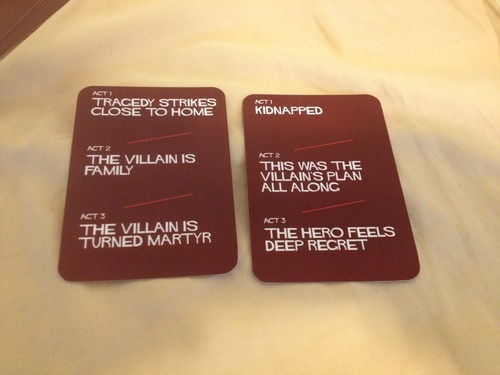 ACT 1
TRAGEDY STRIKES
CLOSE TO HOME
ACT 2
THE VILLAIN IS
FAMILY
ACT 3
THE VILLAIN IS
TURNED MARTYR
ACT 1
KIDNAPPED
ACT 2
THIS WAS THE
VILLAIN'S PLAN
ALL ALONG
ACT 3
THE HERO FEELS
DEEP REGRET